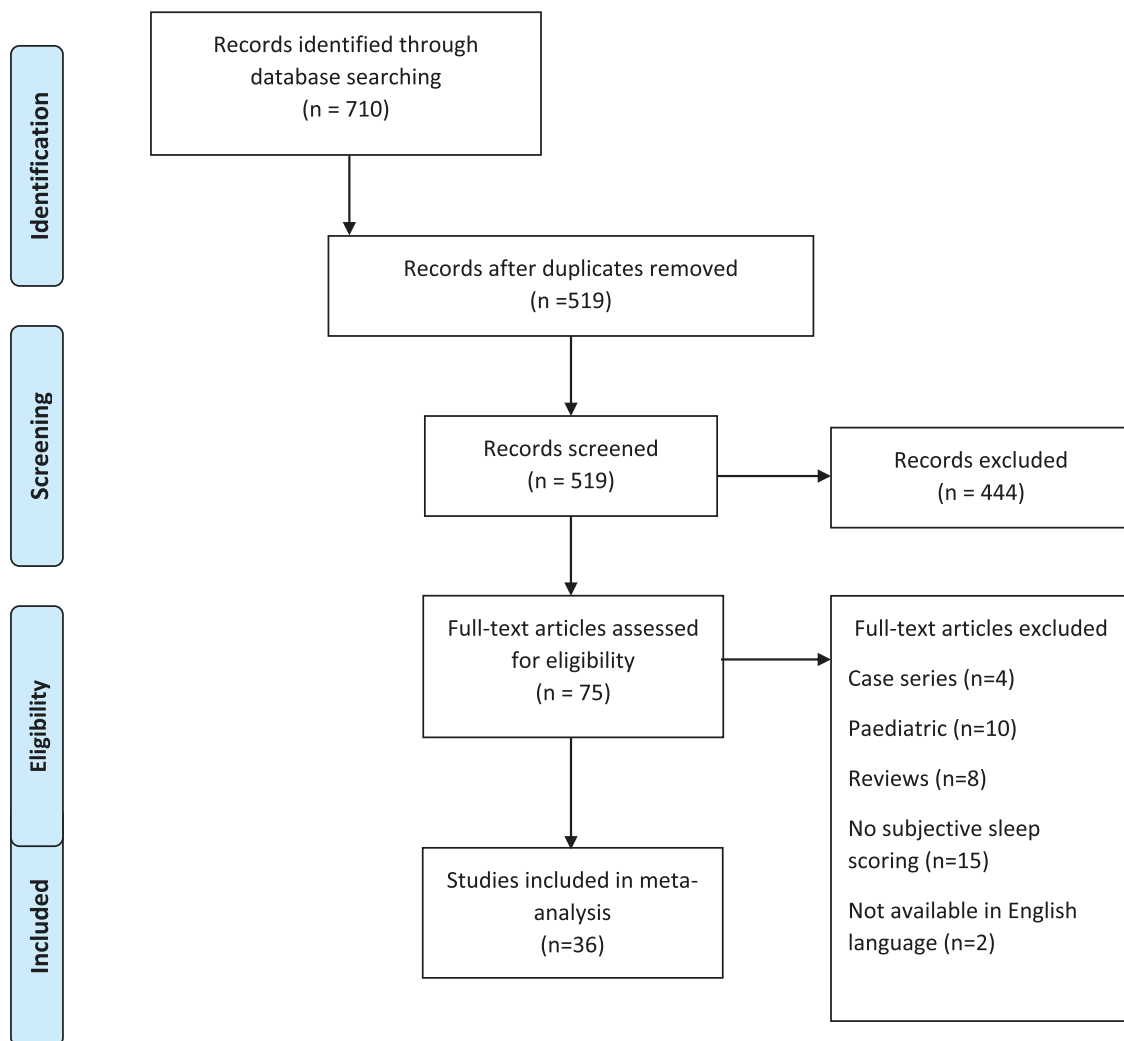 Identification
Records identified through
database searching
(n = 710)
Records after duplicates removed
(n =519)
Screening
Records screened
(n = 519)
Records excluded
(n = 444)
Eligibility
Full-text articles assessed
for eligibility
(n = 75)
Full-text articles excluded
Case series (n=4)
Paediatric (n=10)
Reviews (n=8)
No subjective sleep
scoring (n=15)
Not available in English
language (n=2)
Included
Studies included in meta-
analysis
(n=36)